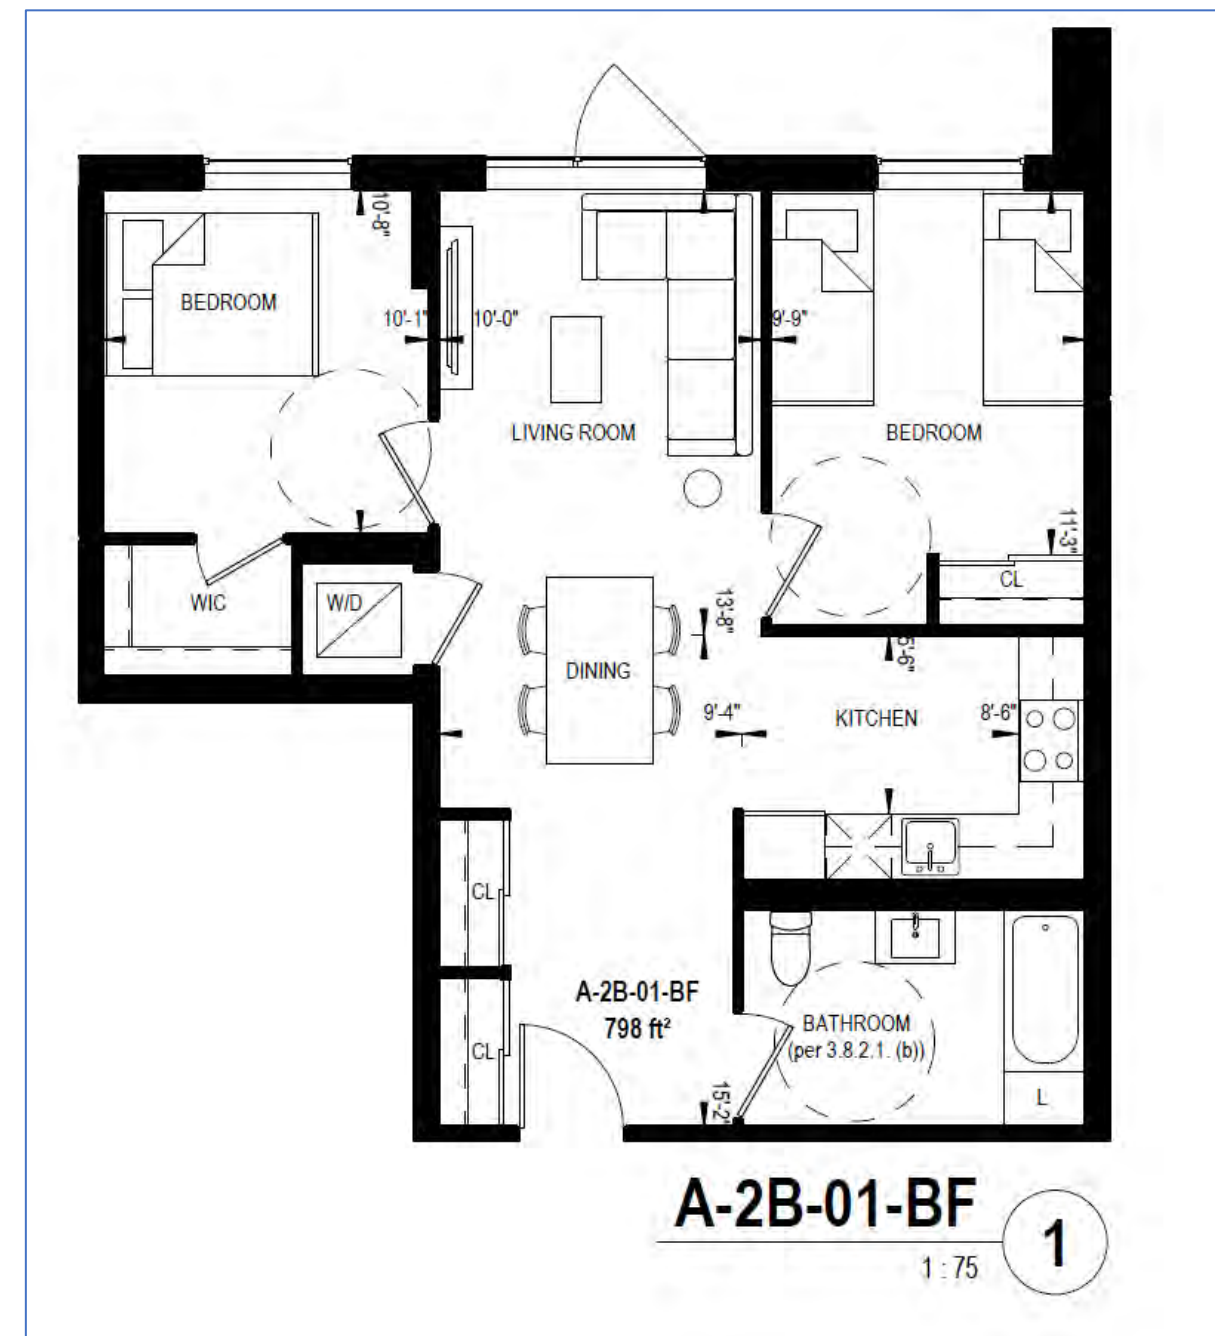 10'-8"
BEDROOM
10'-1"
10'-0"
9'-9"
LIVING ROOM
BEDROOM
11'-3"
CL
WIC
W/D
13'-8"
DINING
5'-6"
9'-4"
KITCHEN
8'-6"
CL
A-2B-01-BF
798 ft²
BATHROOM
(per 3.8.2.1. (b))
CL
15'-2"
L
A-2B-01-BF
1
1 : 75